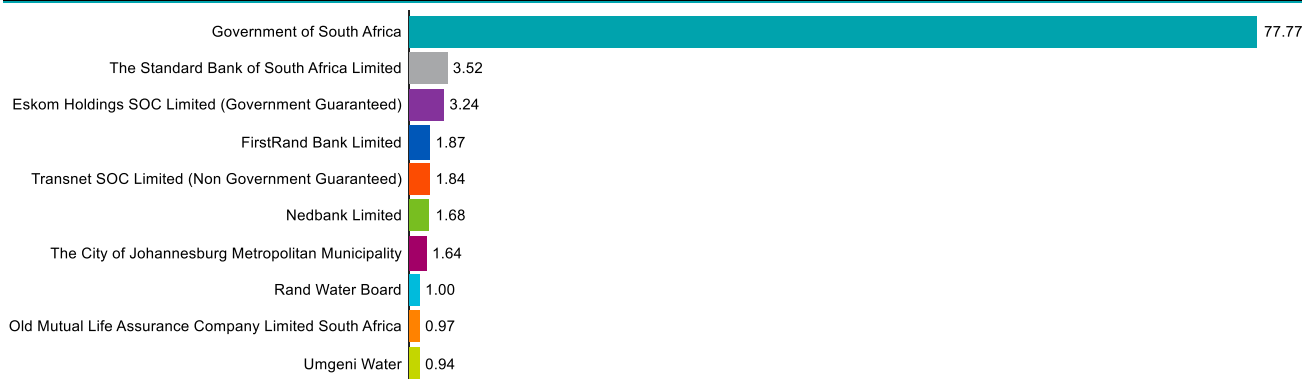 Government of South Africa 77.77
The Standard Bank of South Africa Limited 3.52
Eskom Holdings SOC Limited (Government Guaranteed) 3.24
FirstRand Bank Limited 1.87
Transnet SOC Limited (Non Government Guaranteed) 1.84
Nedbank Limited 1.68
The City of Johannesburg Metropolitan Municipality 1.64
Rand Water Board 1.00
Old Mutual Life Assurance Company Limited South Africa 0.97
Umgeni Water 0.94